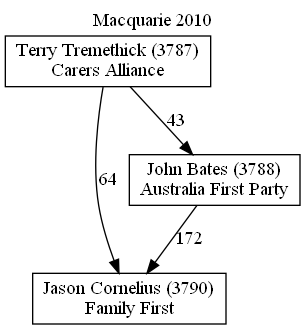 Macquarie 2010
Terry Tremethick (3787)
Carers Alliance
43
John Bates (3788)
Australia First Party
64
172
Jason Cornelius (3790)
Family First